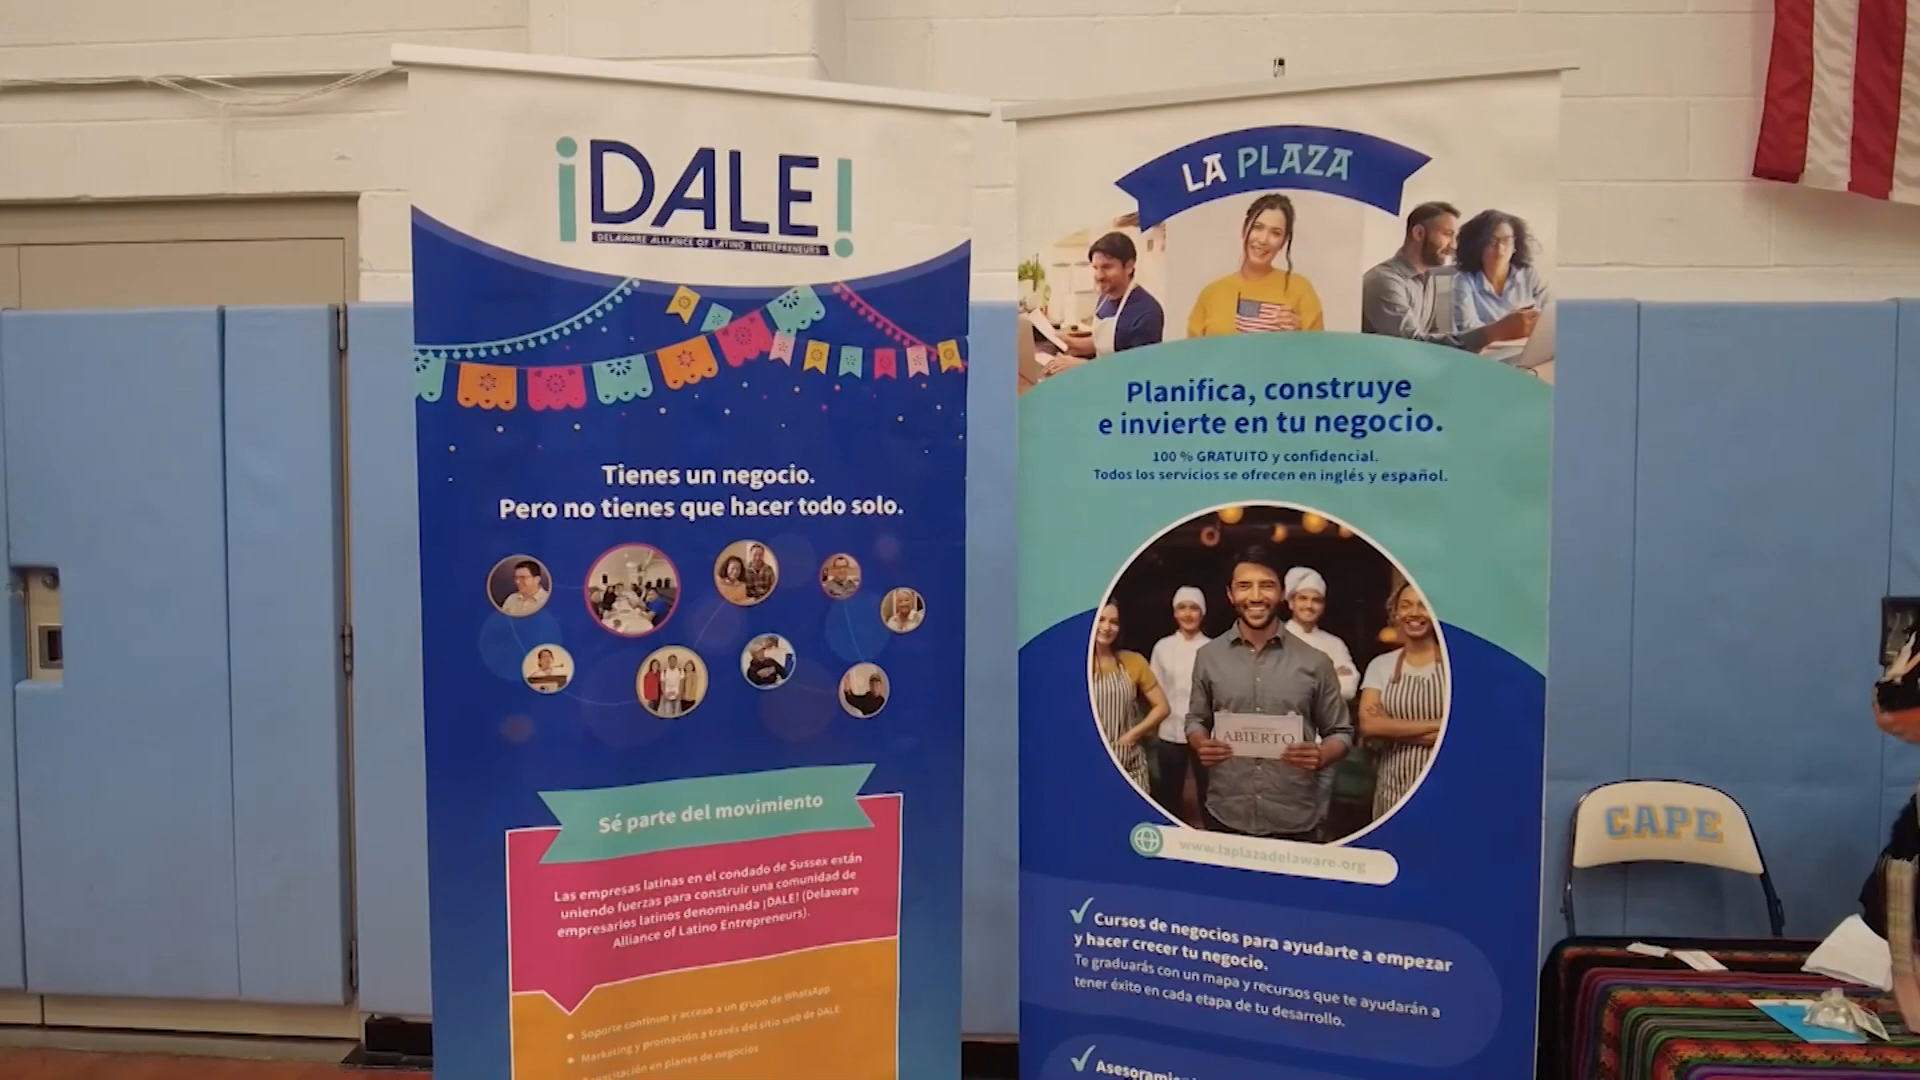 ¡DALE!
DELAWARE ALLIANCE OF LATINO ENTREPRENEURS
Tienes un negocio.
Pero no tienes que hacer todo solo.
Sé parte del movimiento
Las empresas latinas en el condado de Sussex están
uniendo fuerzas para construir una comunidad de
empresarios latinos denominada ¡DALE! (Delaware
Alliance of Latino Entrepreneurs).
Soporte continuo y acceso a un grupo de WhatsApp
Marketing y promoción a través del sitio web de DALE
en planes de negocios
LA PLAZA
Planifica, construye
e invierte en tu negocio.
100 % GRATUITO y confidencial.
Todos los servicios se ofrecen en inglés y español.
ABIERTO
www.laplazadelaware.org
Cursos de negocios para ayudarte a empezar
y hacer crecer tu negocio.
Te graduarás con un mapa y recursos que te ayudarán a
tener éxito en cada etapa de tu desarrollo.
CAPE